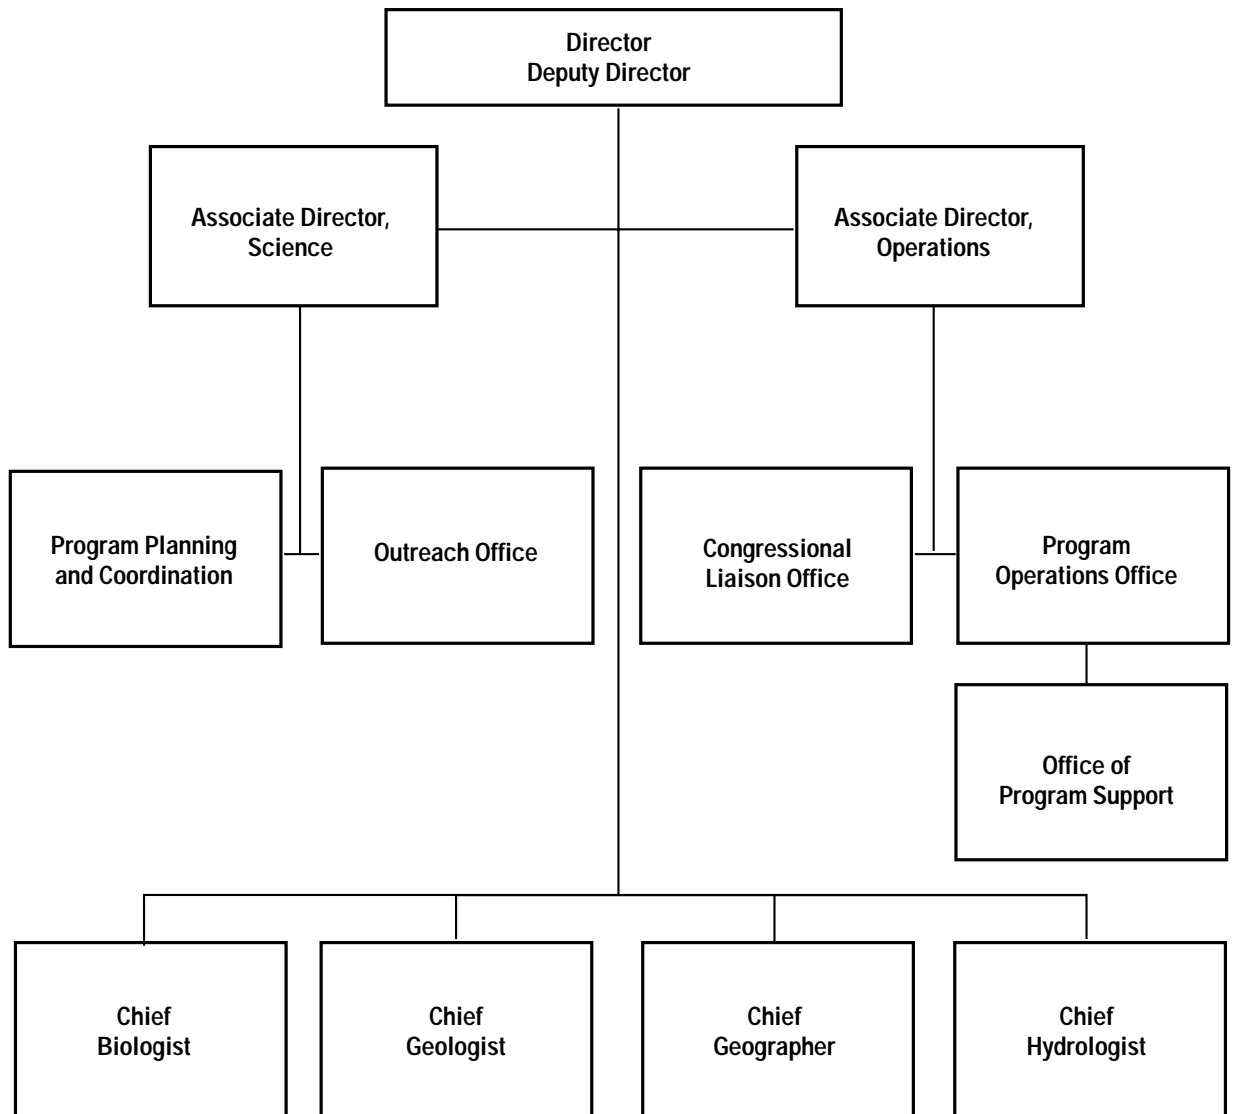 Director
Deputy Director
Associate Director,
Science
Associate Director,
Operations
Program Planning
and Coordination
Outreach Office
Congressional
Liaison Office
Program
Operations Office
Office of
Program Support
Chief
Biologist
Chief
Geologist
Chief
Geographer
Chief
Hydrologist